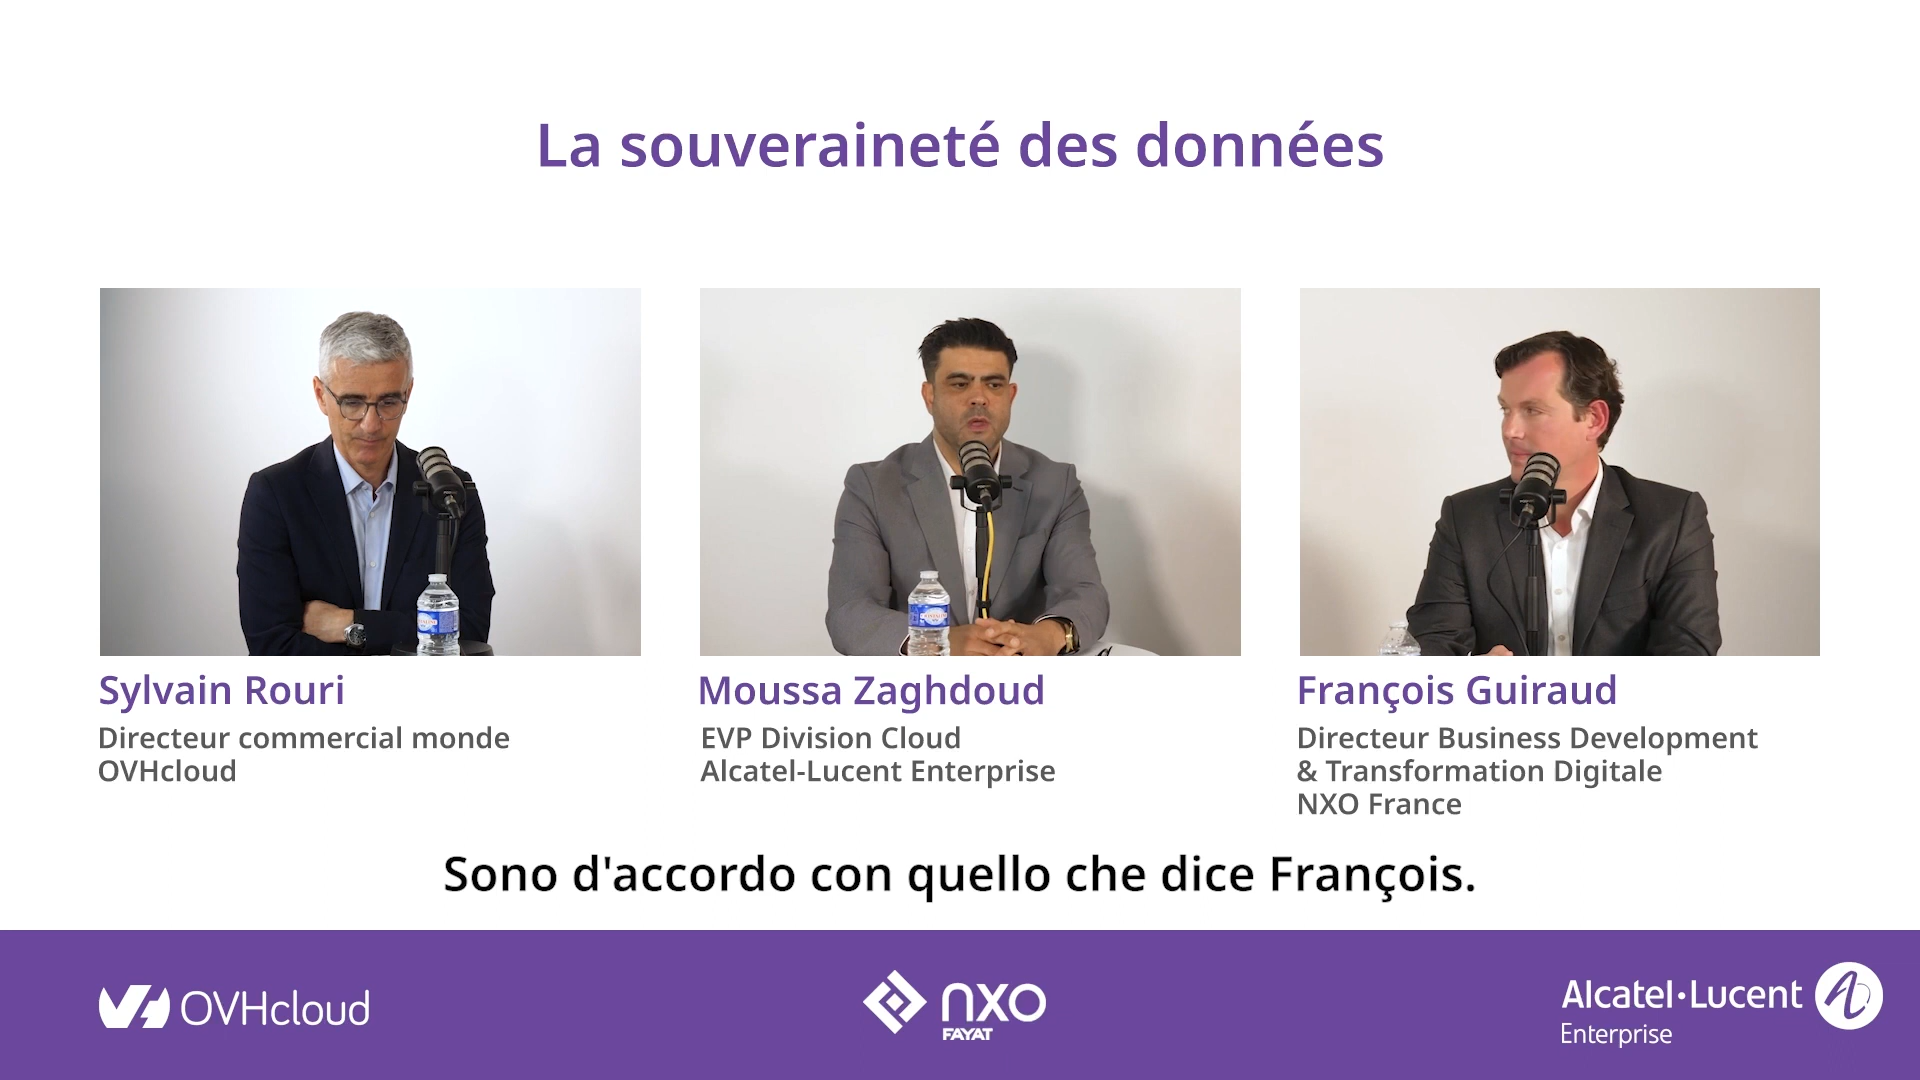 La souveraineté des données
Sylvain Rouri
Directeur commercial monde
OVHcloud
Moussa Zaghdoud
EVP Division Cloud
Alcatel-Lucent Enterprise
François Guiraud
Directeur Business Development
& Transformation Digitale
NXO France
Sono d'accordo con quello che dice François.
OVHcloud
nxo
FAYAT
Alcatel·Lucent
Enterprise